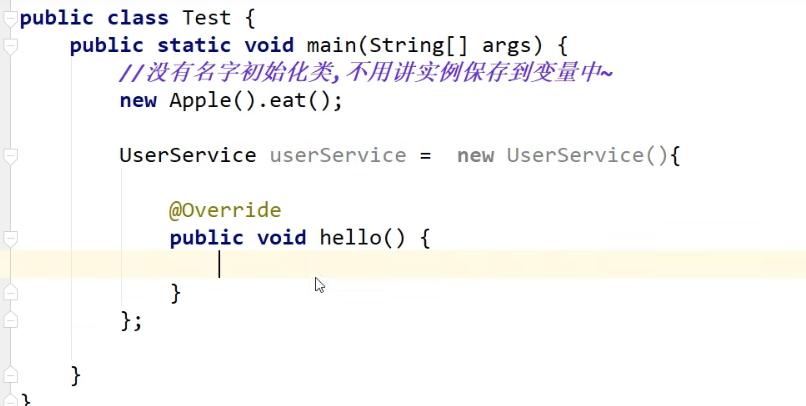 public class Test {
public static void main(String[] args) {
//没有名字初始化类,不用讲实例保存到变量中~
new Apple().eat();
UserService userService =  new UserService(){
@Override
public void hello() {
}
};
}
}